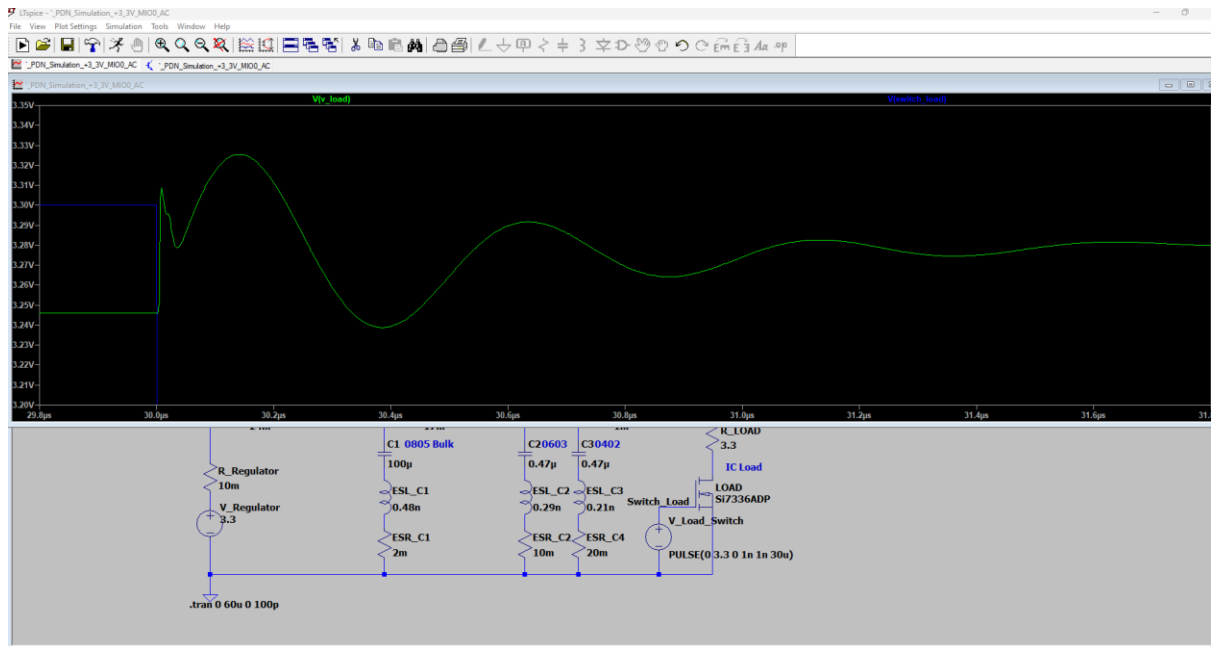 LTspice - '_PDN_Simulation_+3_3V_MIO0_AC
File View Plot Settings Simulation Tools Window Help
_PDN_Simulation_+3_3V_MIO0_AC
_PDN_Simulation_+3_3V_MIO0_AC
_PDN_Simulation_+3_3V_MIO0_AC
V(v_load)
V(switch_load)
3.35V
3.34V
3.33V
3.32V
3.31V
3.30V
3.29V
3.28V
3.27V
3.26V
3.25V
3.24V
3.23V
3.22V
3.21V
3.20V
29.8µs 30.0µs 30.2µs 30.4µs 30.6µs 30.8µs 31.0µs 31.2µs 31.4µs 31.6µs
R_LOAD
3.3
IC Load
LOAD
Si7336ADP
R_Regulator
10m
V_Regulator
3.3
C1 0805 Bulk
100µ
ESL_C1
0.48n
ESR_C1
2m
C2 0603
0.47µ
ESL_C2
0.29n
ESR_C2
10m
C3 0402
0.47µ
ESL_C3
0.21n
ESR_C4
20m
Switch_Load
V_Load_Switch
PULSE(0 3.3 0 1n 1n 30u)
.tran 0 60u 0 100p